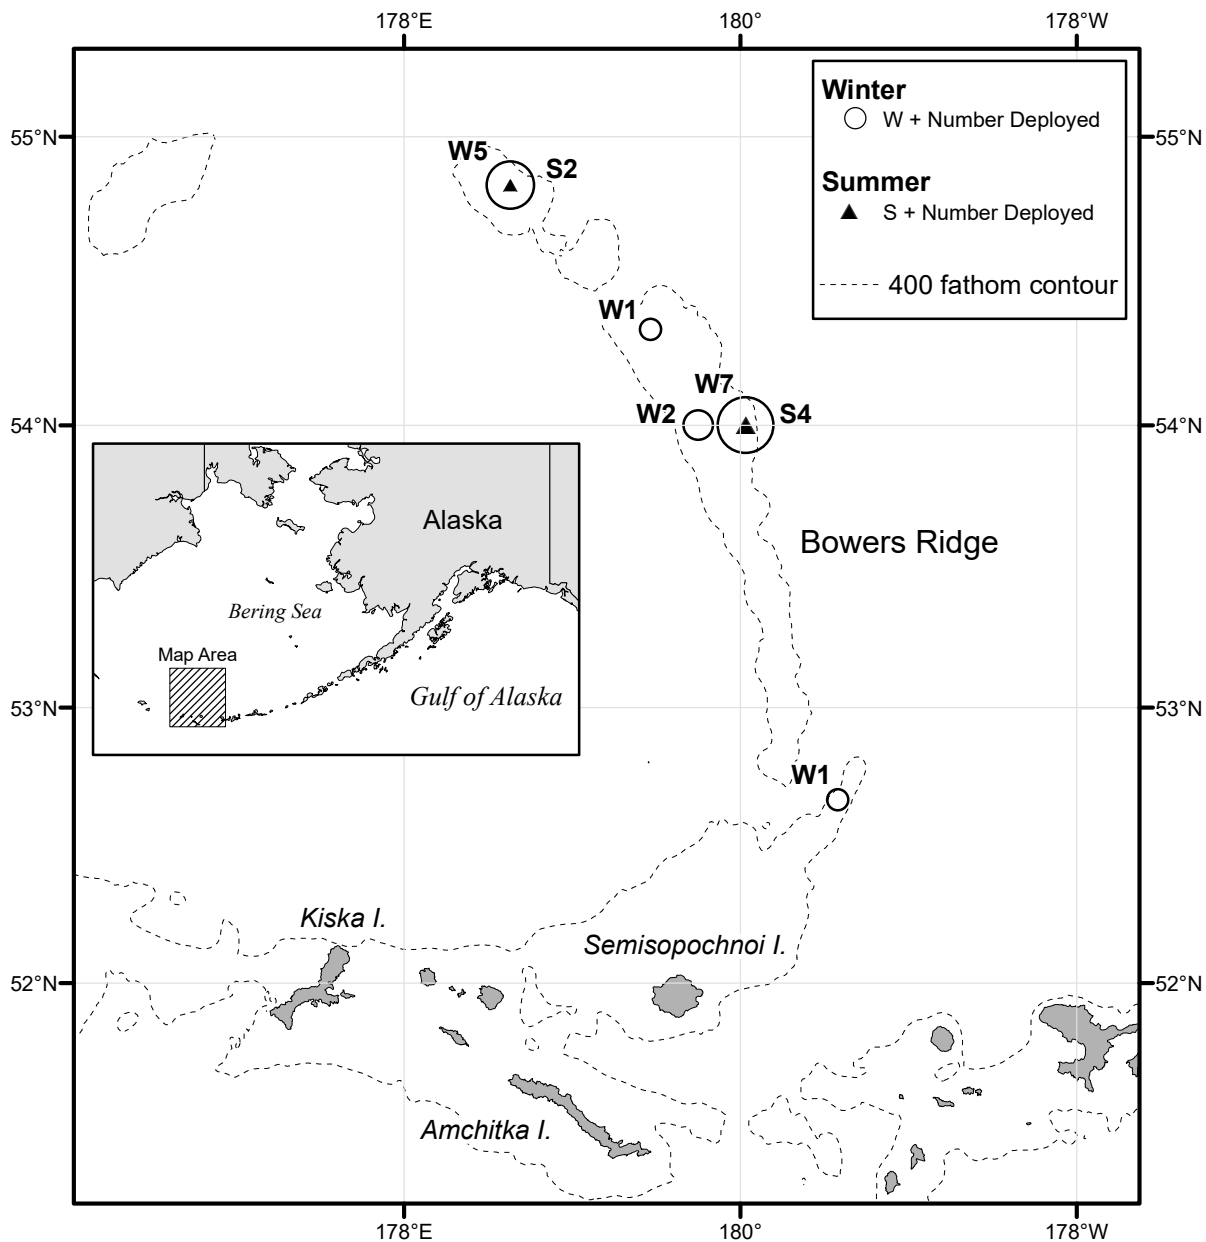 178°E 180° 178°W
Winter
W + Number Deployed
Summer
S + Number Deployed
400 fathom contour
55°N 55°N
W5 S2
W1
W7
W2 S4
54°N 54°N
Bowers Ridge
Alaska
Bering Sea
Map Area
Gulf of Alaska
53°N 53°N
W1
Kiska I.
Semisopochnoi I.
52°N 52°N
Amchitka I.
178°E 180° 178°W